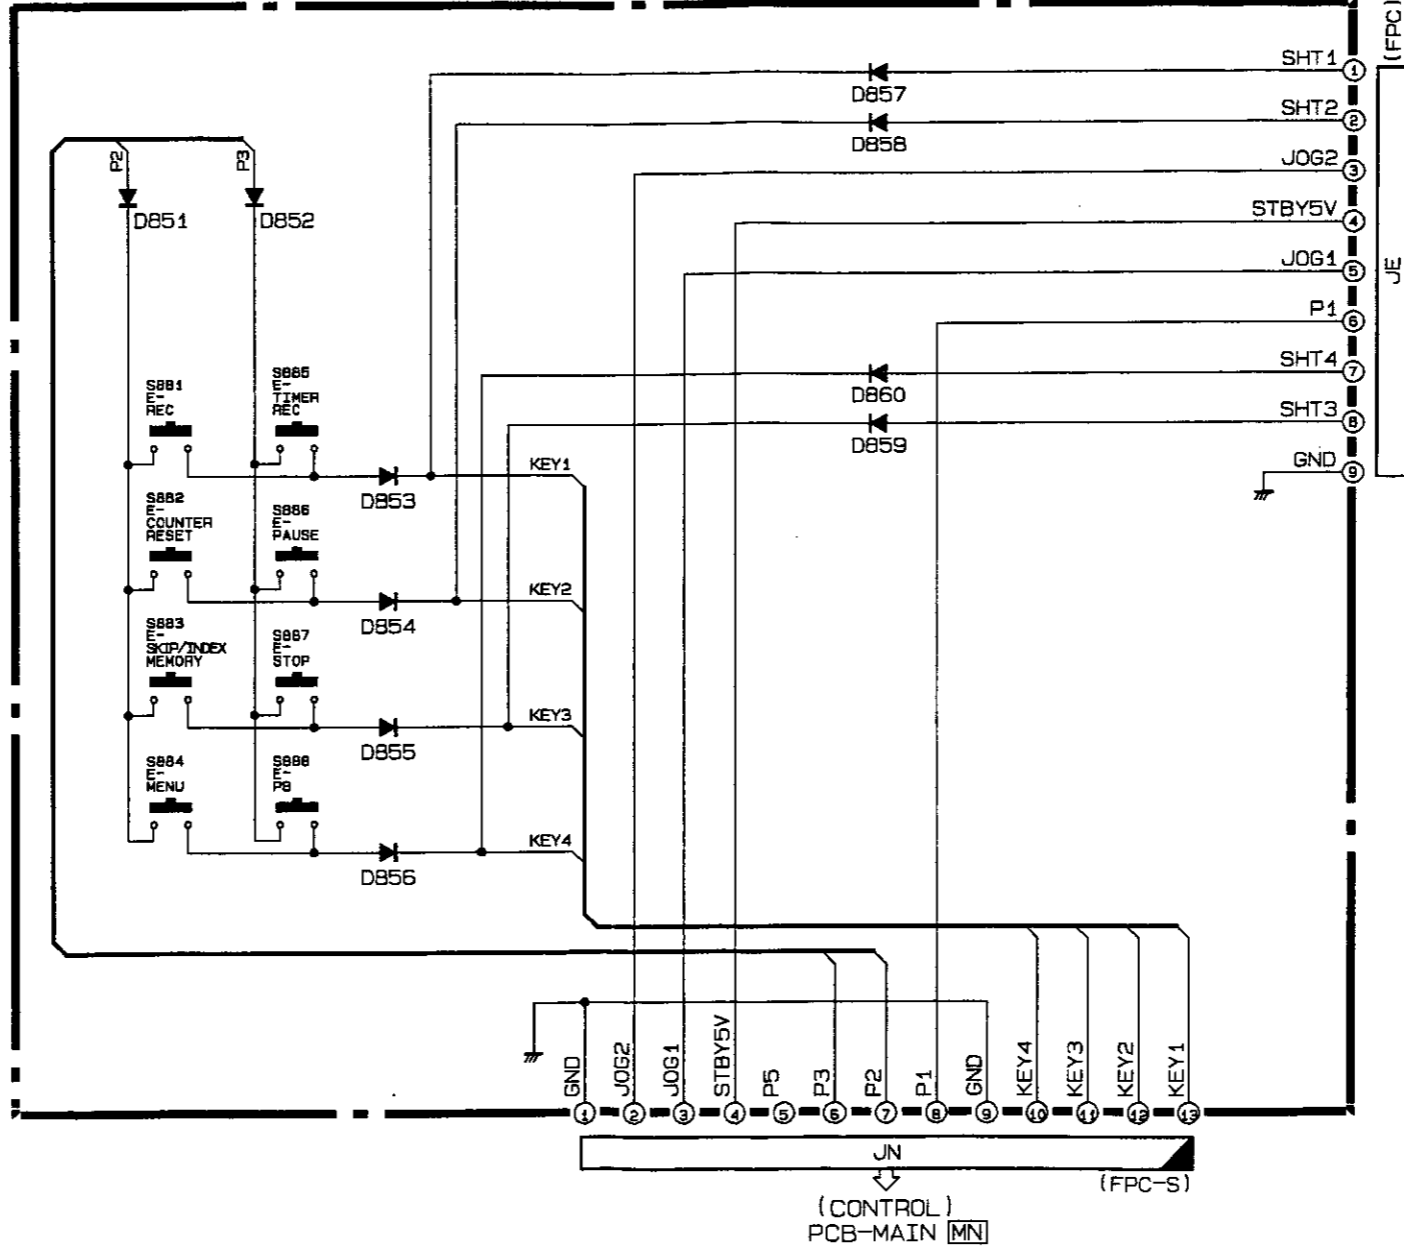 (FPC)
SHT1
1
D857
SHT2
2
D858
JOG2
3
STBY5V
4
JOG1
5
P1
6
SHT4
7
D860
SHT3
8
D859
GND
9
JE
P2
P3
D851
D852
S881
E-
REC
S885
E-
TIMER
REC
D853
KEY1
S882
E-
COUNTER
RESET
S886
E-
PAUSE
D854
KEY2
S883
E-
SKIP/INDEX
MEMORY
S887
E-
STOP
D855
KEY3
S884
E-
MENU
S888
E-
PB
D856
KEY4
GND
JOG2
JOG1
STBY5V
P5
P3
P2
P1
GND
KEY4
KEY3
KEY2
KEY1
1 2 3 4 5 6 7 8 9 10 11 12 13
JN
(FPC-S)
(CONTROL)
PCB-MAIN MN